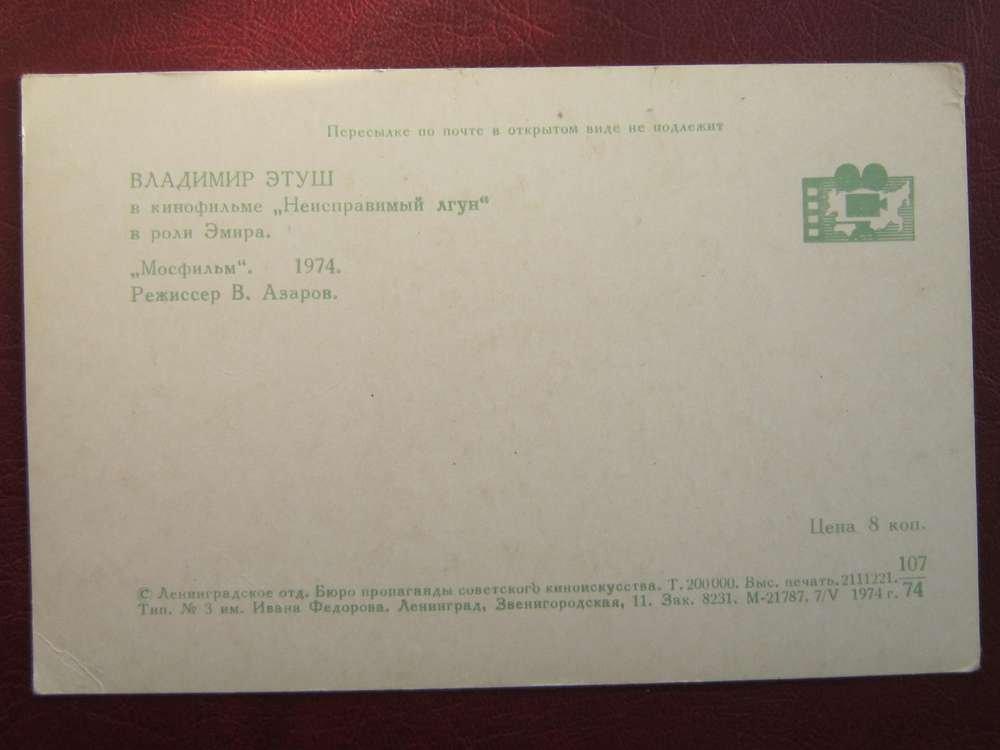 Пересылке по почте в открытом виде не подлежит
ВЛАДИМИР ЭТУШ
в кинофильме „Неисправимый лгун“
в роли Эмира.
„Мосфильм“. 1974.
Режиссер В. Азаров.
Цена 8 коп.
© Ленинградское отд. Бюро пропаганды советского киноискусства. Т. 200000. Выс. печать. 2111221. 107/74
Тип. № 3 им. Ивана Федорова. Ленинград, Звенигородская, 11. Зак. 8231. М-21787. 7/V 1974 г.